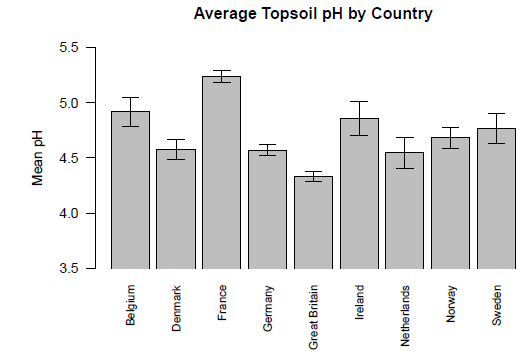 Average Topsoil pH by Country
Mean pH
5.5
5.0
4.5
4.0
3.5
Belgium
Denmark
France
Germany
Great Britain
Ireland
Netherlands
Norway
Sweden